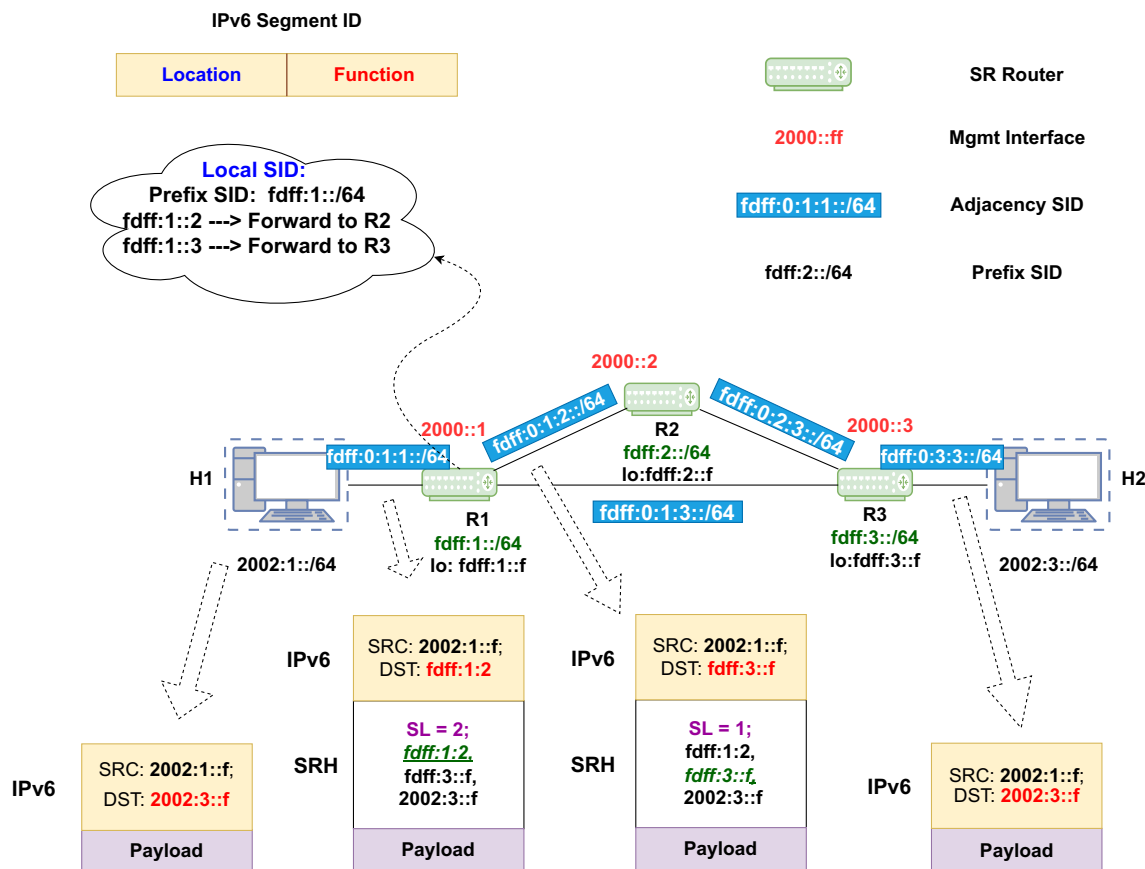 IPv6 Segment ID
Location
Function
SR Router
2000::ff
Mgmt Interface
fdff:0:1:1::/64
Adjacency SID
fdff:2::/64
Prefix SID
Local SID:
Prefix SID: fdff:1::/64
fdff:1::2 ---> Forward to R2
fdff:1::3 ---> Forward to R3
2000::2
2000::1
fdff:0:1:2::/64
fdff:0:2:3::/64
2000::3
fdff:0:1:1::/64
R2
fdff:2::/64
lo:fdff:2::f
fdff:0:3:3::/64
H1
H2
fdff:0:1:3::/64
R1
fdff:1::/64
lo: fdff:1::f
R3
fdff:3::/64
lo:fdff:3::f
2002:1::/64
2002:3::/64
IPv6
SRC: 2002:1::f;
DST: fdff:1:2
SRH
SL = 2;
fdff:1:2,
fdff:3::f,
2002:3::f
Payload
IPv6
SRC: 2002:1::f;
DST: fdff:3::f
SRH
SL = 1;
fdff:1:2,
fdff:3::f,
2002:3::f
Payload
IPv6
SRC: 2002:1::f;
DST: 2002:3::f
Payload
IPv6
SRC: 2002:1::f;
DST: 2002:3::f
Payload